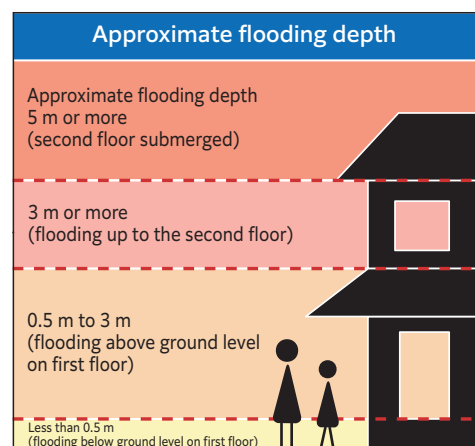 Approximate flooding depth
Approximate flooding depth
5 m or more
(second floor submerged)
3 m or more
(flooding up to the second floor)
0.5 m to 3 m
(flooding above ground level
on first floor)
Less than 0.5 m
(flooding below ground level on first floor)